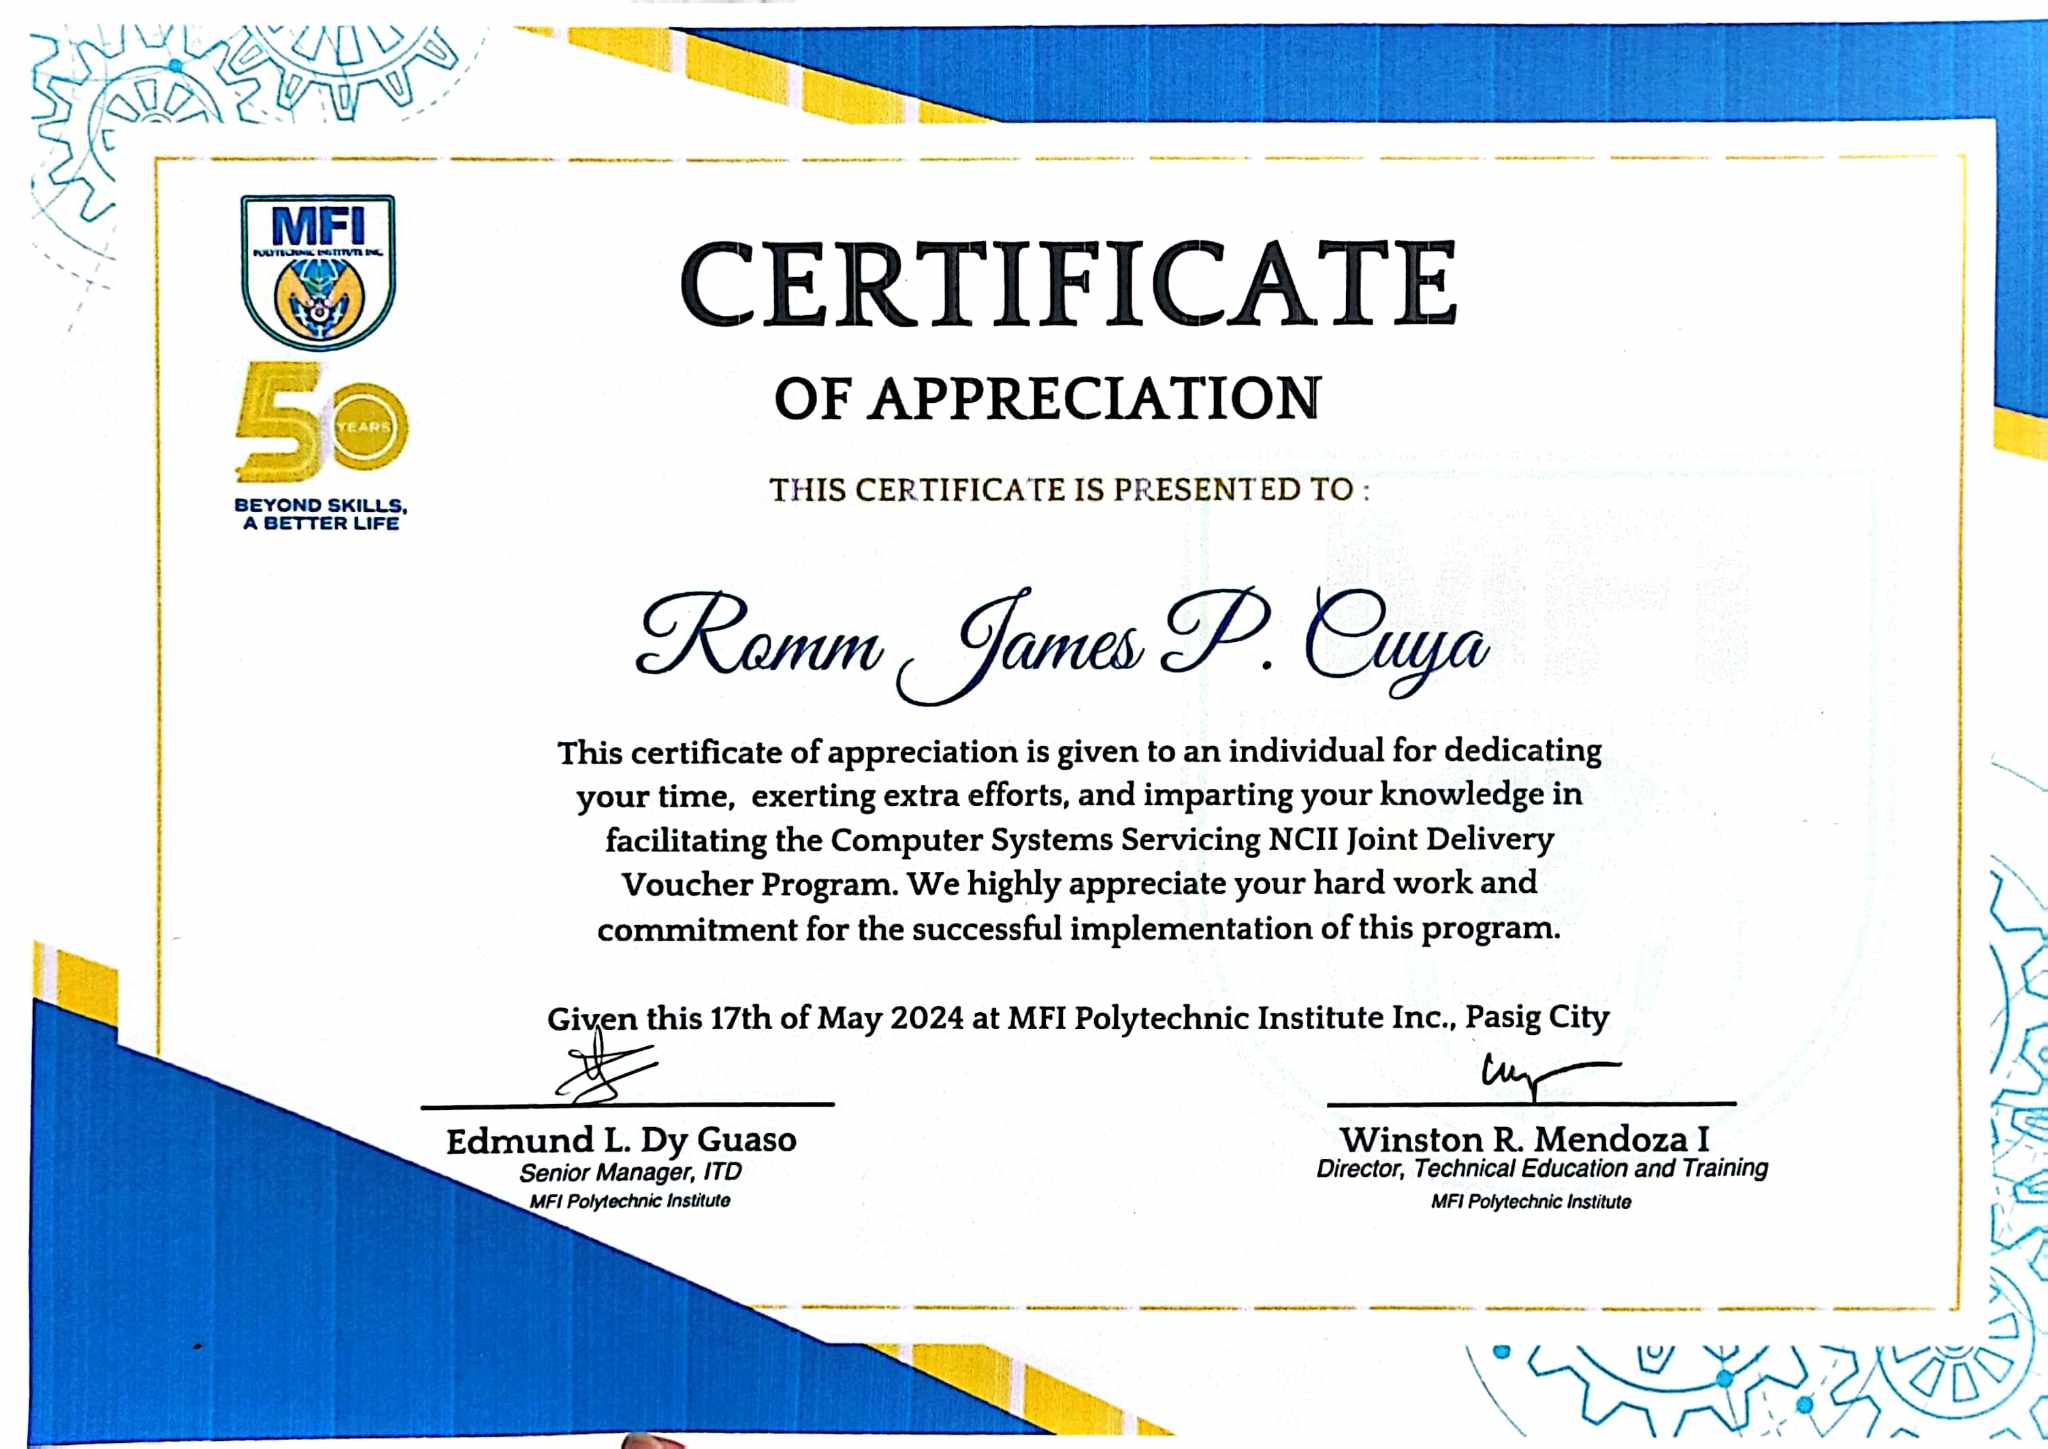 MFI
POLYTECHNIC INSTITUTE INC.
50
YEARS
BEYOND SKILLS,
A BETTER LIFE
CERTIFICATE
OF APPRECIATION
THIS CERTIFICATE IS PRESENTED TO :
Romm James P. Cuya
This certificate of appreciation is given to an individual for dedicating
your time, exerting extra efforts, and imparting your knowledge in
facilitating the Computer Systems Servicing NCII Joint Delivery
Voucher Program. We highly appreciate your hard work and
commitment for the successful implementation of this program.
Given this 17th of May 2024 at MFI Polytechnic Institute Inc., Pasig City
Edmund L. Dy Guaso
Senior Manager, ITD
MFI Polytechnic Institute
Winston R. Mendoza I
Director, Technical Education and Training
MFI Polytechnic Institute